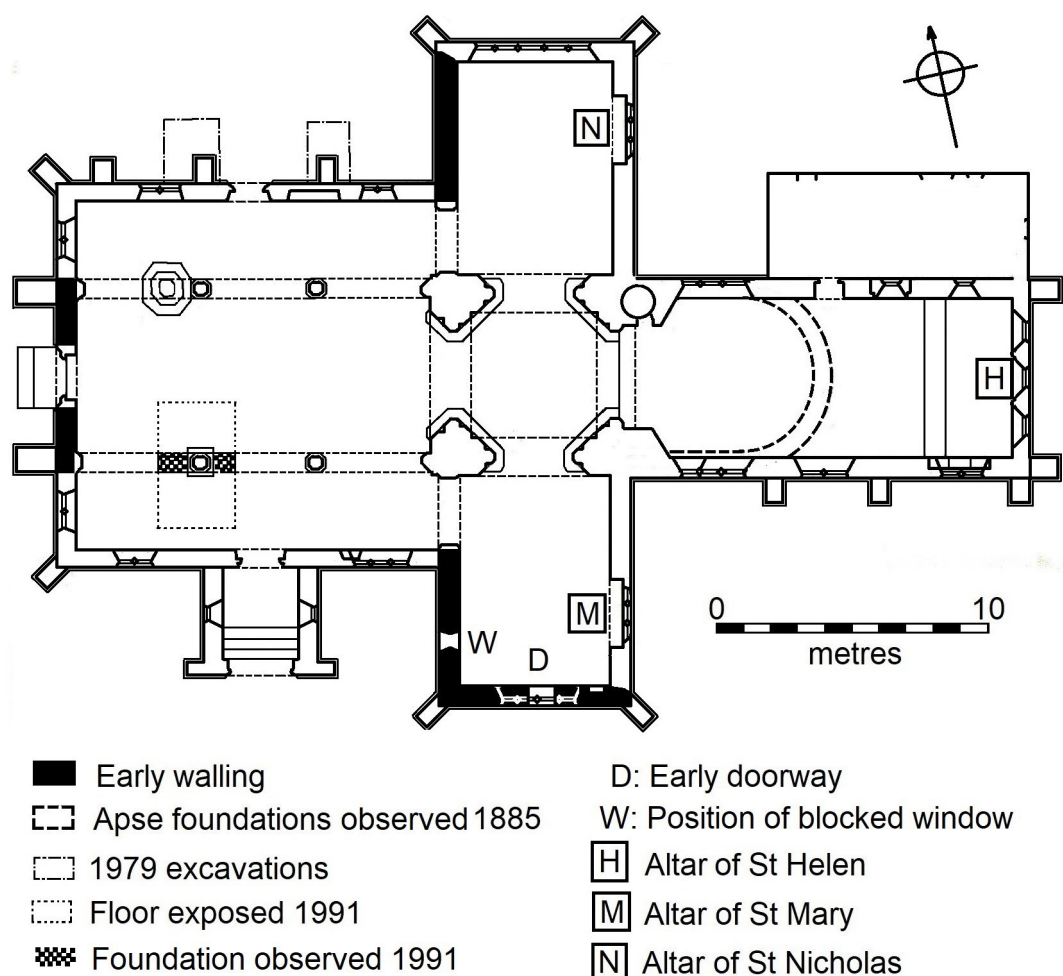 N
H
M
W
D
0 10
metres
Early walling
Apse foundations observed 1885
1979 excavations
Floor exposed 1991
Foundation observed 1991
D: Early doorway
W: Position of blocked window
H Altar of St Helen
M Altar of St Mary
N Altar of St Nicholas